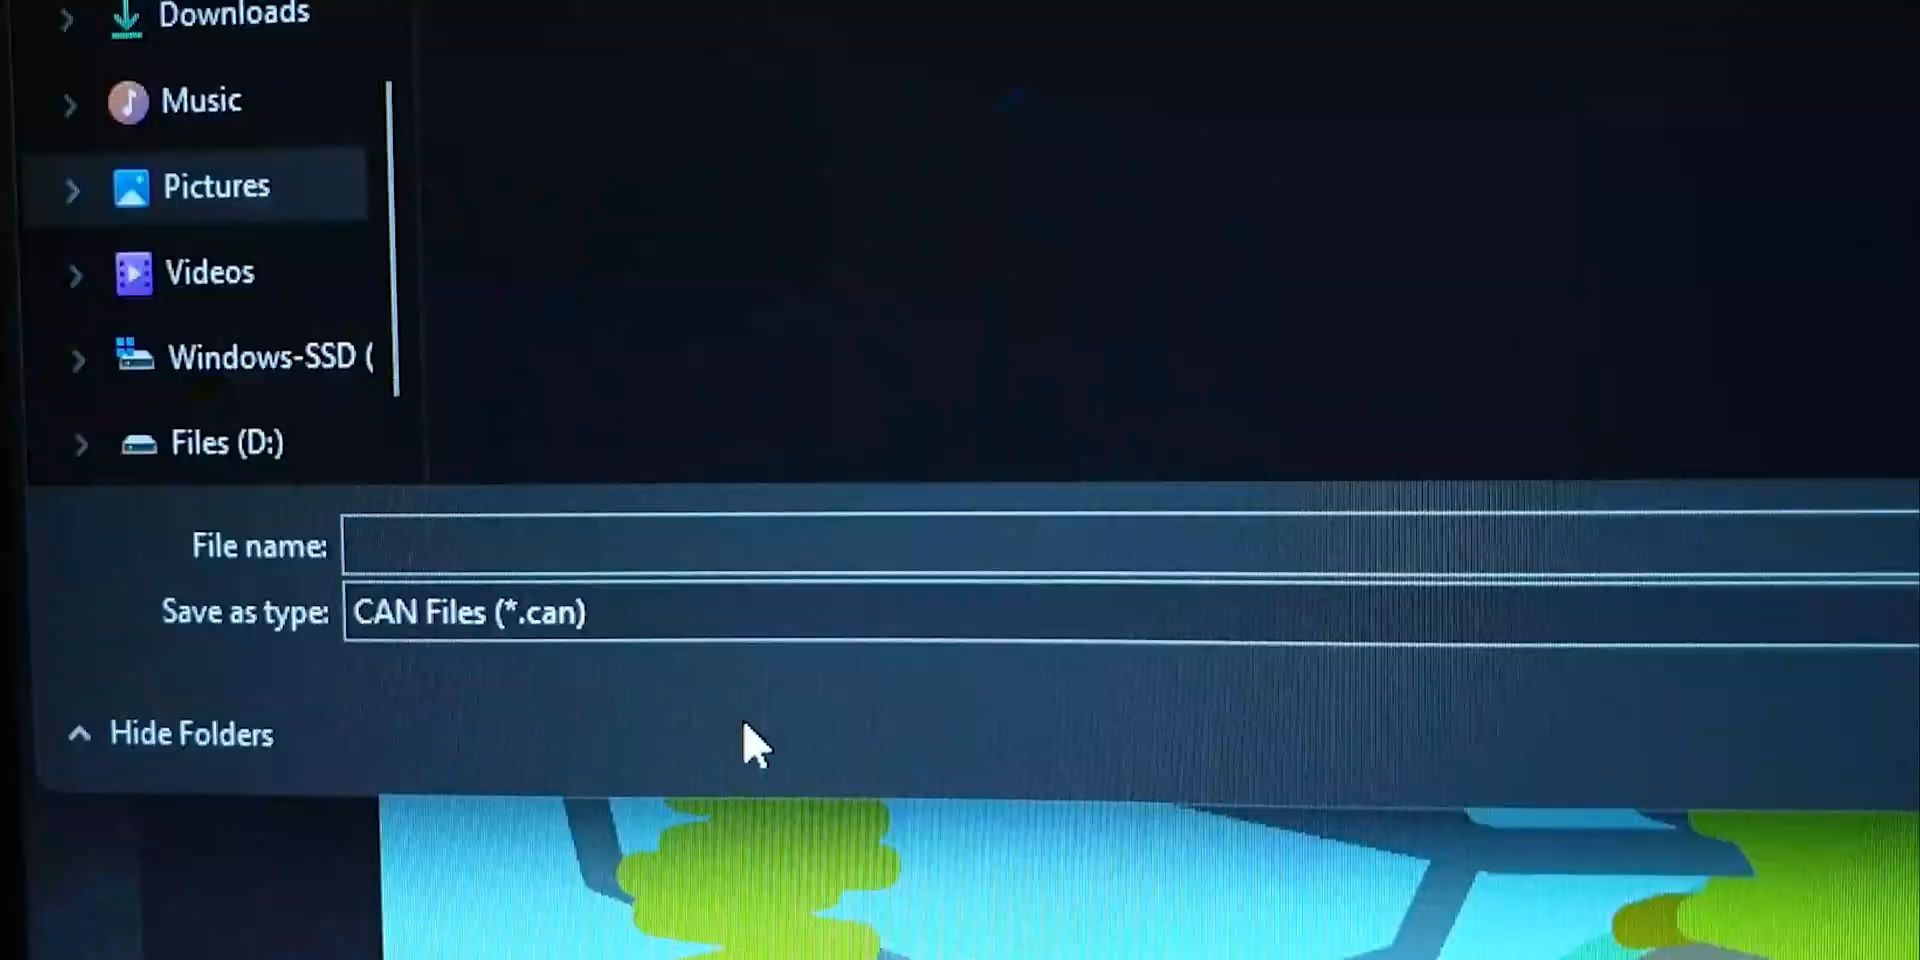 Downloads
Music
Pictures
Videos
Windows-SSD (
Files (D:)
File name:
Save as type: CAN Files (*.can)
Hide Folders